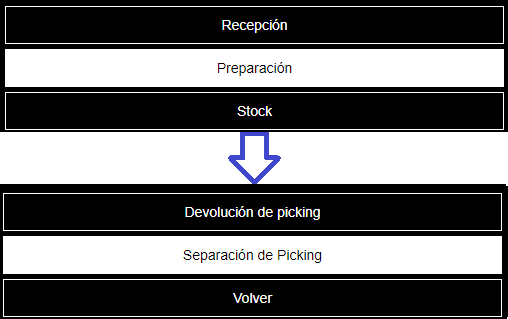 Recepción
Preparación
Stock
Devolución de picking
Separación de Picking
Volver